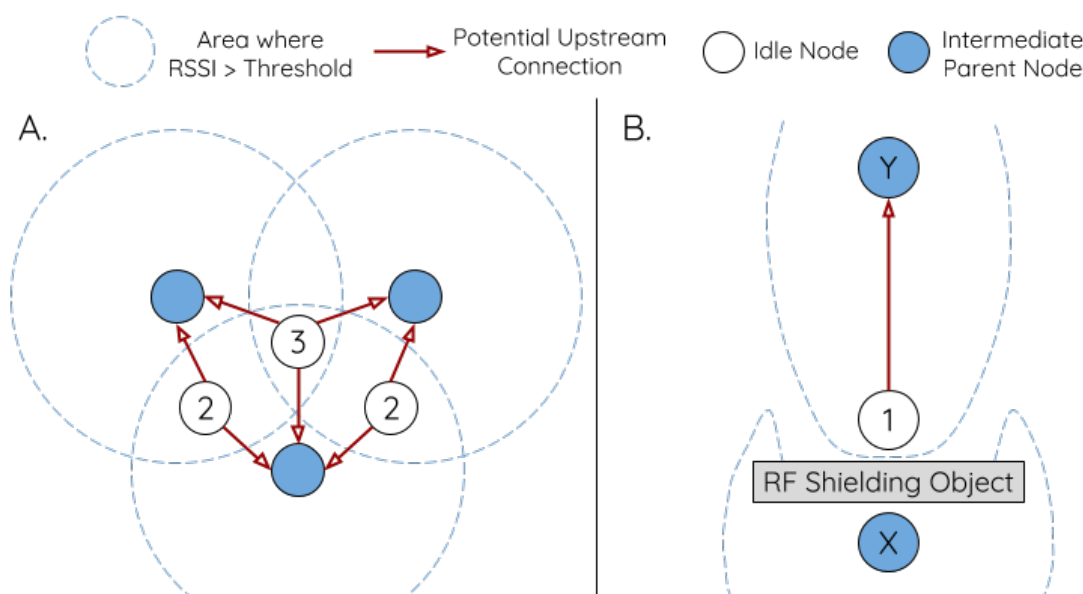 Area where
RSSI > Threshold
Potential Upstream
Connection
Idle Node
Intermediate
Parent Node
A.
3
2
2
B.
Y
1
RF Shielding Object
X